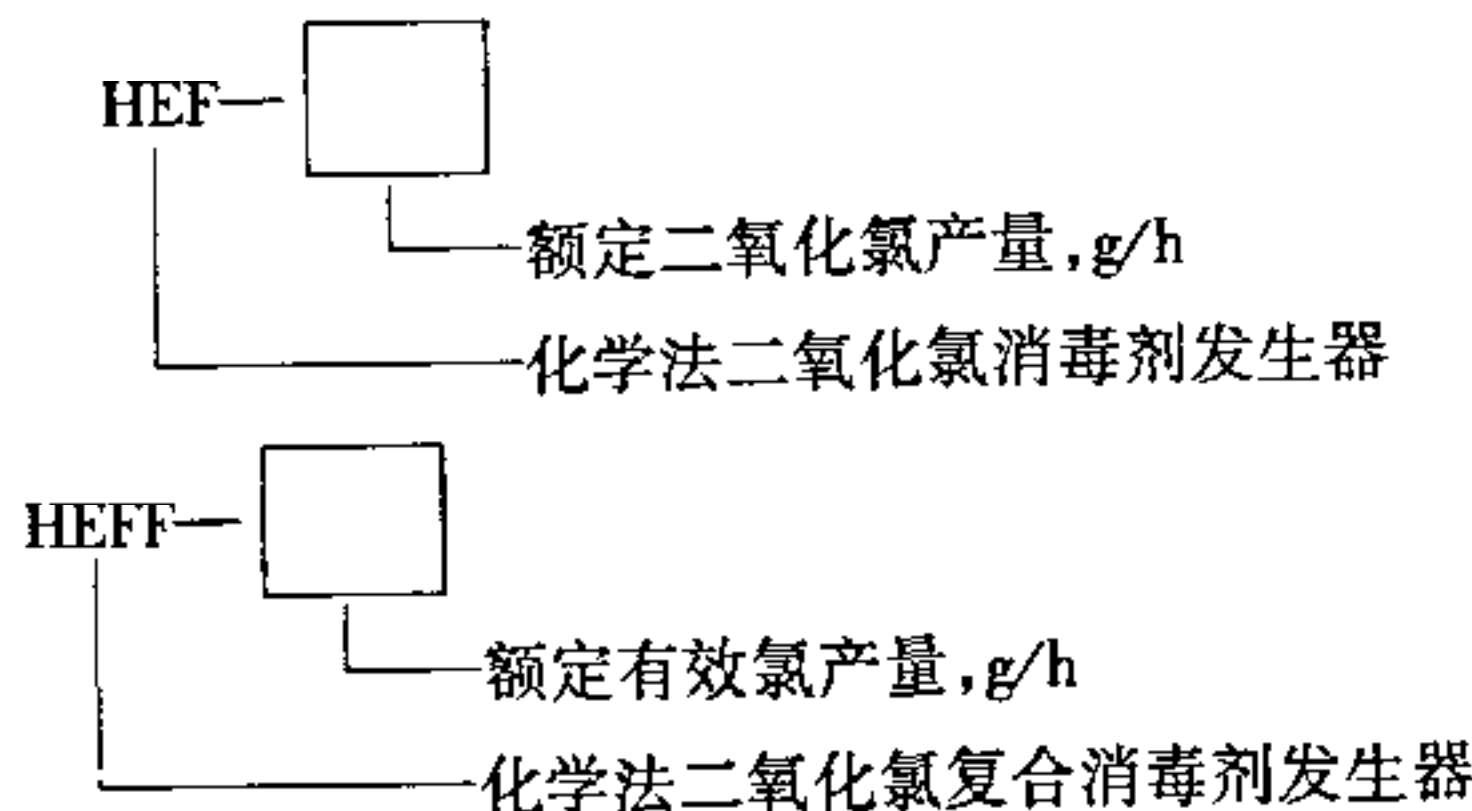 HEF—
额定二氧化氯产量,g/h
化学法二氧化氯消毒剂发生器
HEFF—
额定有效氯产量,g/h
化学法二氧化氯复合消毒剂发生器